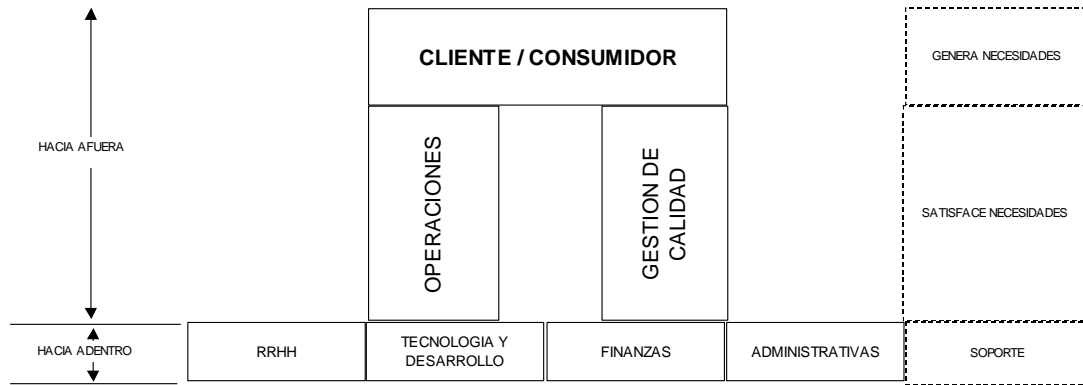 CLIENTE / CONSUMIDOR
GENERA NECESIDADES
HACIA AFUERA
OPERACIONES
GESTION DE
CALIDAD
SATISFACE NECESIDADES
HACIA ADENTRO
RRHH
TECNOLOGIA Y
DESARROLLO
FINANZAS
ADMINISTRATIVAS
SOPORTE